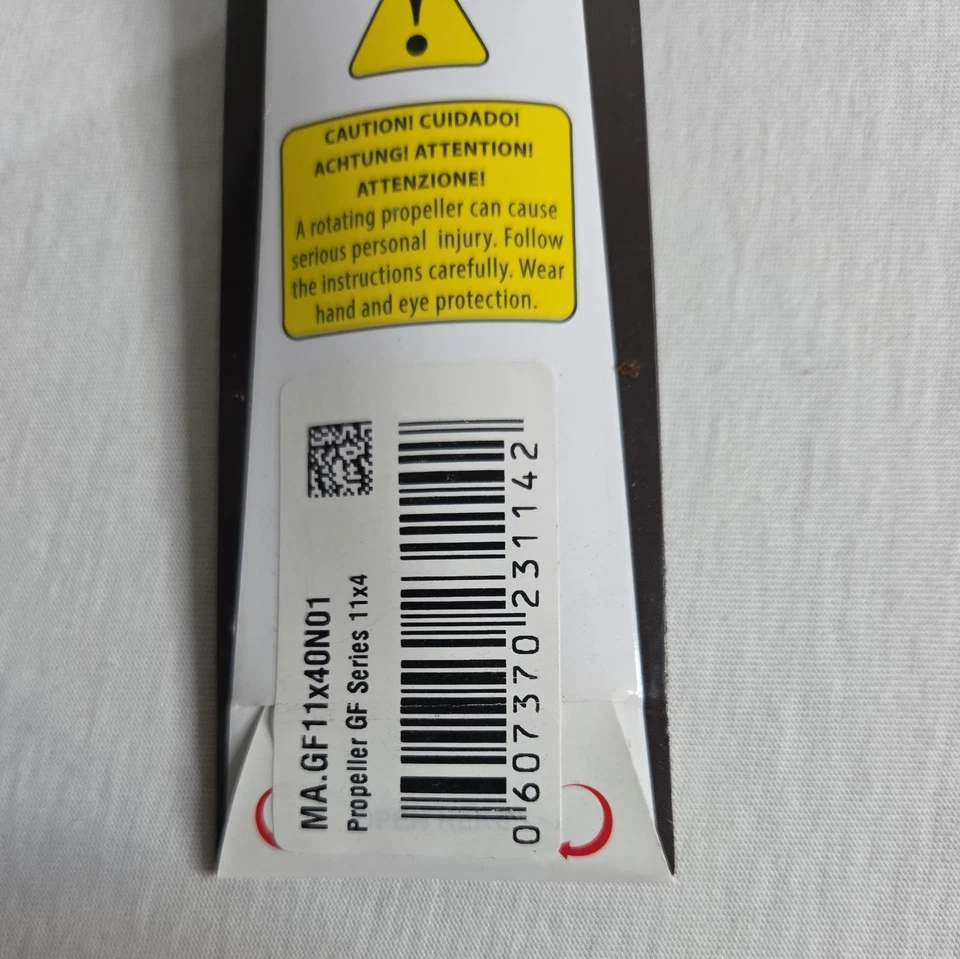 !
CAUTION! CUIDADO!
ACHTUNG! ATTENTION!
ATTENZIONE!
A rotating propeller can cause
serious personal injury. Follow
the instructions carefully. Wear
hand and eye protection.
MA.GF11x40N01
Propeller GF Series 11x4
0 607370 231142